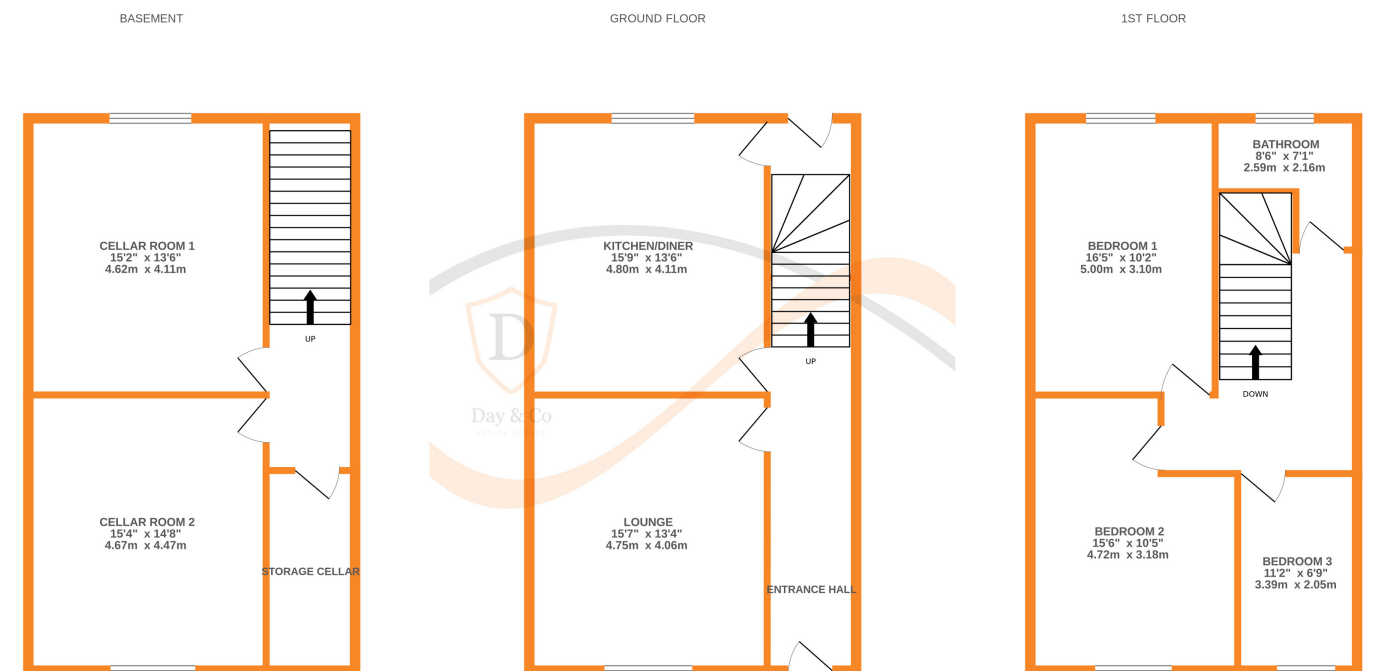 BASEMENT
GROUND FLOOR
1ST FLOOR
CELLAR ROOM 1
15'2" x 13'6"
4.62m x 4.11m
UP
CELLAR ROOM 2
15'4" x 14'8"
4.67m x 4.47m
STORAGE CELLAR
KITCHEN/DINER
15'9" x 13'6"
4.80m x 4.11m
UP
D
Day & Co
ESTATE AGENTS
LOUNGE
15'7" x 13'4"
4.75m x 4.06m
ENTRANCE HALL
BATHROOM
8'6" x 7'1"
2.59m x 2.16m
BEDROOM 1
16'5" x 10'2"
5.00m x 3.10m
DOWN
BEDROOM 2
15'6" x 10'5"
4.72m x 3.18m
BEDROOM 3
11'2" x 6'9"
3.39m x 2.05m